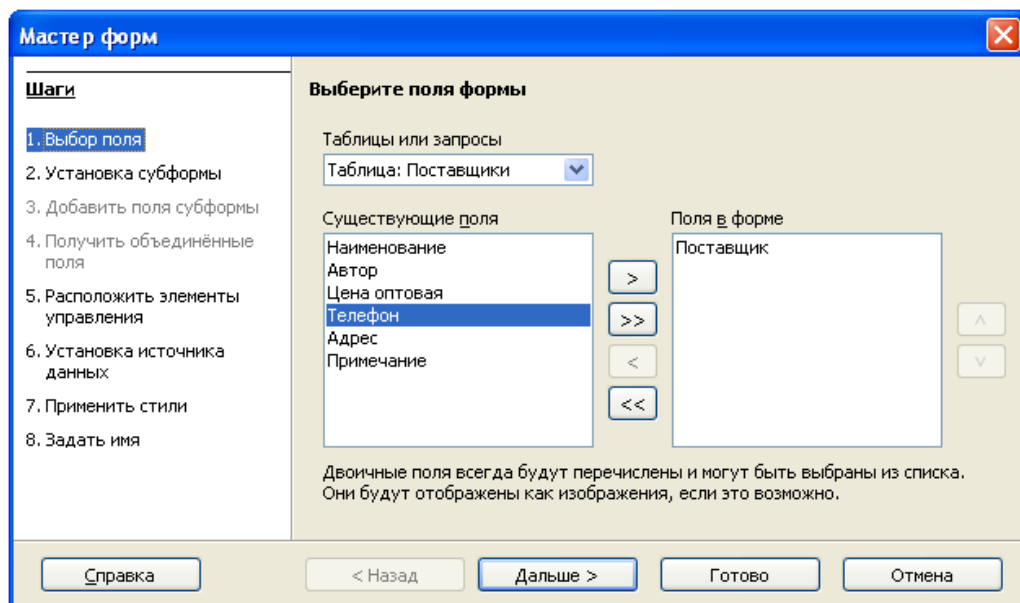 Мастер форм
Шаги
1. Выбор поля
2. Установка субформы
3. Добавить поля субформы
4. Получить объединённые
поля
5. Расположить элементы
управления
6. Установка источника
данных
7. Применить стили
8. Задать имя
Выберите поля формы
Таблицы или запросы
Таблица: Поставщики
Существующие поля
Наименование
Автор
Цена оптовая
Телефон
Адрес
Примечание
>
>>
<
<<
Поля в форме
Поставщик
Двоичные поля всегда будут перечислены и могут быть выбраны из списка.
Они будут отображены как изображения, если это возможно.
Справка
< Назад
Дальше >
Готово
Отмена